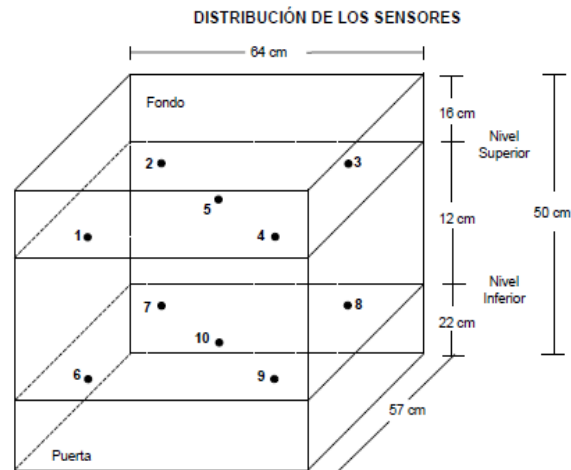 DISTRIBUCIÓN DE LOS SENSORES
64 cm
Fondo
16 cm
Nivel
Superior
2
3
5
1
4
12 cm
50 cm
Nivel
Inferior
7
8
22 cm
10
6
9
57 cm
Puerta